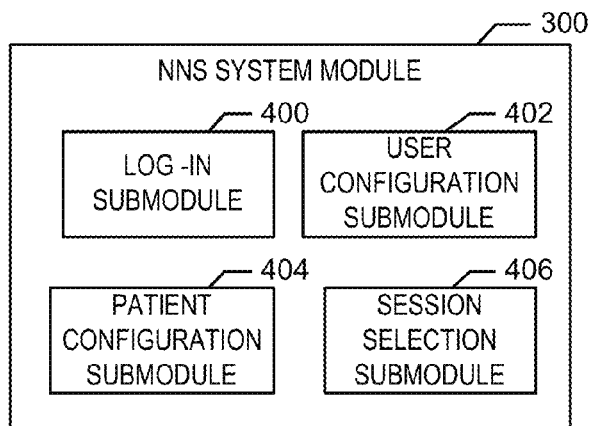 300
NNS SYSTEM MODULE
400
LOG -IN
SUBMODULE
402
USER
CONFIGURATION
SUBMODULE
404
PATIENT
CONFIGURATION
SUBMODULE
406
SESSION
SELECTION
SUBMODULE